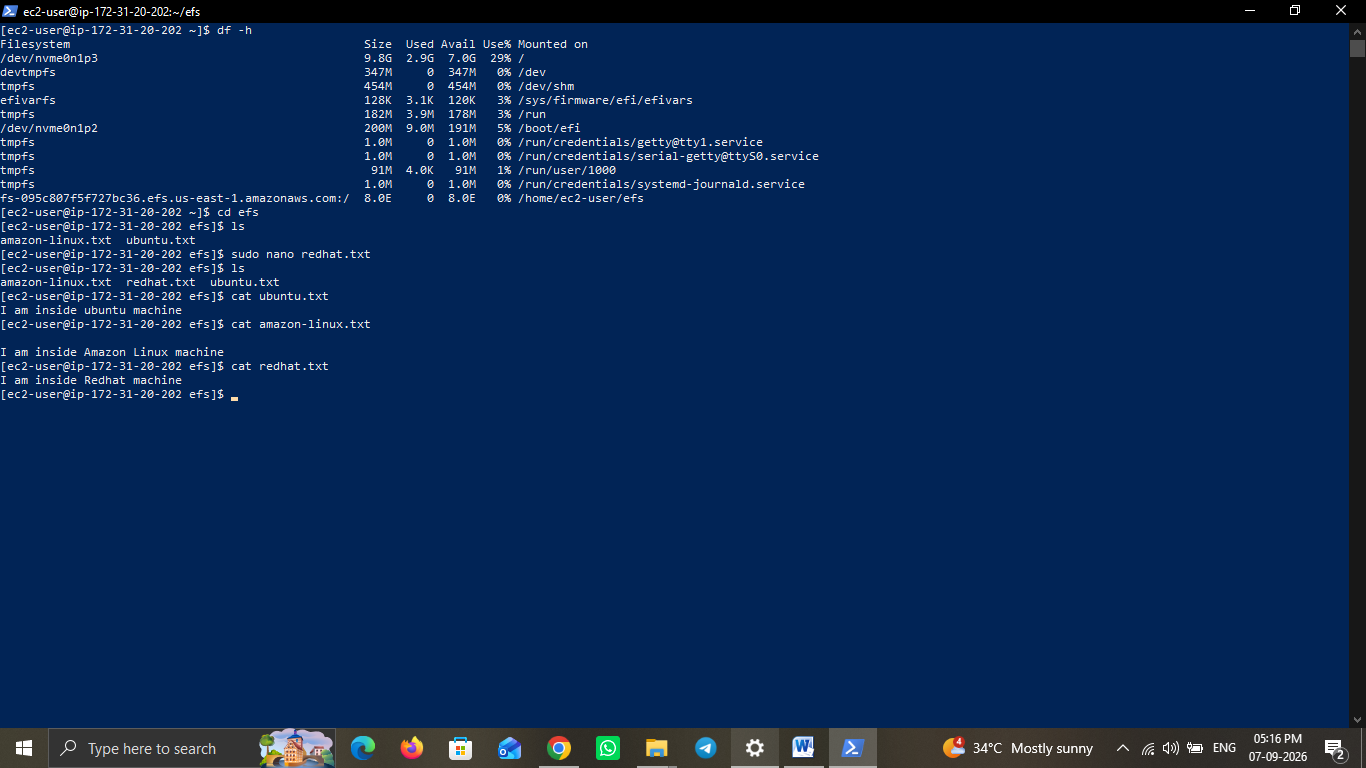 ec2-user@ip-172-31-20-202:~/efs
[ec2-user@ip-172-31-20-202 ~]$ df -h
Filesystem                                          Size  Used Avail Use% Mounted on
/dev/nvme0n1p3                                      9.8G  2.9G  7.0G  29% /
devtmpfs                                            347M     0  347M   0% /dev
tmpfs                                               454M     0  454M   0% /dev/shm
efivarfs                                            128K  3.1K  120K   3% /sys/firmware/efi/efivars
tmpfs                                               182M  3.9M  178M   3% /run
/dev/nvme0n1p2                                      200M  9.0M  191M   5% /boot/efi
tmpfs                                               1.0M     0  1.0M   0% /run/credentials/getty@tty1.service
tmpfs                                               1.0M     0  1.0M   0% /run/credentials/serial-getty@ttyS0.service
tmpfs                                                91M  4.0K   91M   1% /run/user/1000
tmpfs                                               1.0M     0  1.0M   0% /run/credentials/systemd-journald.service
fs-095c807f5f727bc36.efs.us-east-1.amazonaws.com:/  8.0E     0  8.0E   0% /home/ec2-user/efs
[ec2-user@ip-172-31-20-202 ~]$ cd efs
[ec2-user@ip-172-31-20-202 efs]$ ls
amazon-linux.txt  ubuntu.txt
[ec2-user@ip-172-31-20-202 efs]$ sudo nano redhat.txt
[ec2-user@ip-172-31-20-202 efs]$ ls
amazon-linux.txt  redhat.txt  ubuntu.txt
[ec2-user@ip-172-31-20-202 efs]$ cat ubuntu.txt
I am inside ubuntu machine
[ec2-user@ip-172-31-20-202 efs]$ cat amazon-linux.txt

I am inside Amazon Linux machine
[ec2-user@ip-172-31-20-202 efs]$ cat redhat.txt
I am inside Redhat machine
[ec2-user@ip-172-31-20-202 efs]$
Type here to search
4
34°C Mostly sunny
ENG
05:16 PM
07-09-2026
2